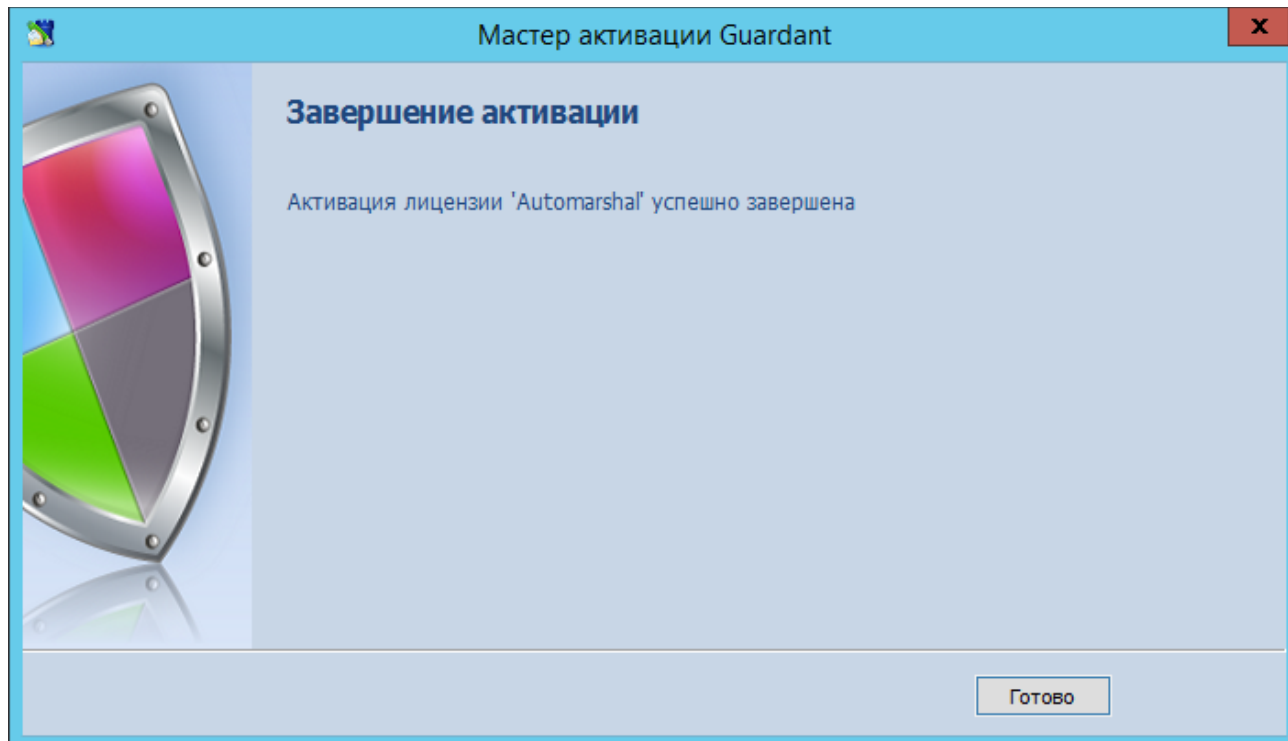 Мастер активации Guardant
x
Завершение активации
Активация лицензии 'Automarshal' успешно завершена
Готово